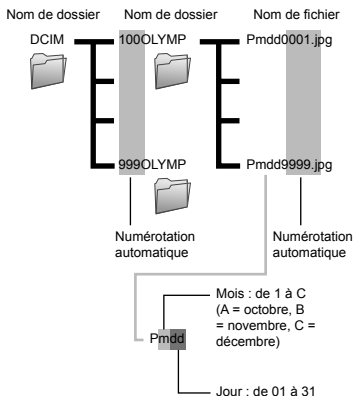 Nom de dossier Nom de dossier Nom de fichier
DCIM 100OLYMP Pmdd0001.jpg
999OLYMP Pmdd9999.jpg
Numérotation
automatique
Numérotation
automatique
Mois : de 1 à C
(A = octobre, B
= novembre, C =
décembre)
Pmdd
Jour : de 01 à 31